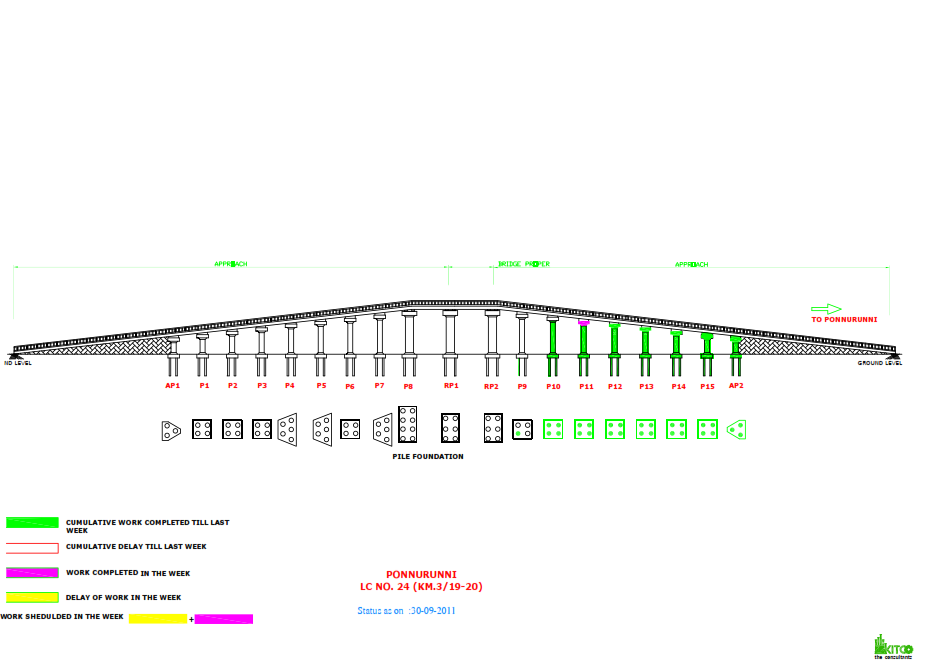 APPROACH
BRIDGE PROPER
APPROACH
TO PONNURUNNI
ND LEVEL
GROUND LEVEL
AP1 P1 P2 P3 P4 P5 P6 P7 P8 RP1 RP2 P9 P10 P11 P12 P13 P14 P15 AP2
PILE FOUNDATION
CUMULATIVE WORK COMPLETED TILL LAST
WEEK
CUMULATIVE DELAY TILL LAST WEEK
WORK COMPLETED IN THE WEEK
DELAY OF WORK IN THE WEEK
WORK SHEDULDED IN THE WEEK +
PONNURUNNI
LC NO. 24 (KM.3/19-20)
Status as on :30-09-2011
KITCO
the consultants